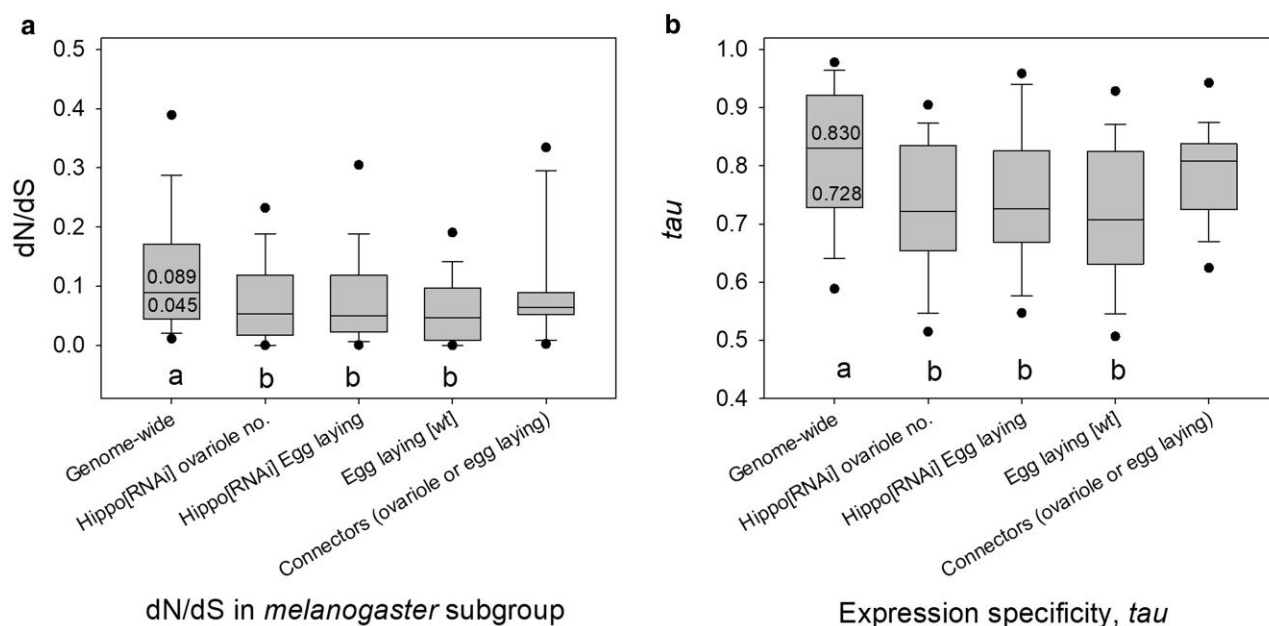 a
0.5
0.4
0.3
0.2
0.1
0.0
dN/dS
0.089
0.045
a b b b
Genome-wide
Hippo[RNAi] ovariole no.
Hippo[RNAi] Egg laying
Egg laying [wt]
Connectors (ovariole or egg laying)
dN/dS in melanogaster subgroup
b
1.0
0.9
0.8
0.7
0.6
0.5
0.4
tau
0.830
0.728
a b b b
Genome-wide
Hippo[RNAi] ovariole no.
Hippo[RNAi] Egg laying
Egg laying [wt]
Connectors (ovariole or egg laying)
Expression specificity, tau